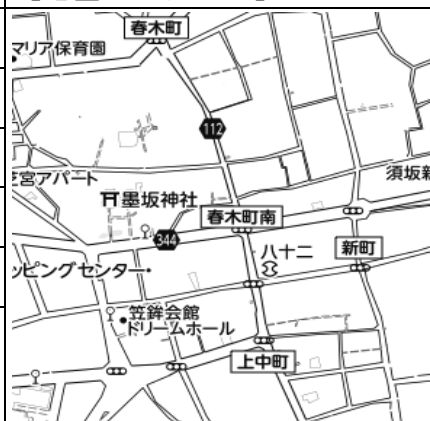 春木町
マリア保育園
112
芝宮アパート
須坂新
墨坂神社
春木町南
344
八十二
新町
ッピングセンター
笠鉾会館
ドリームホール
上中町